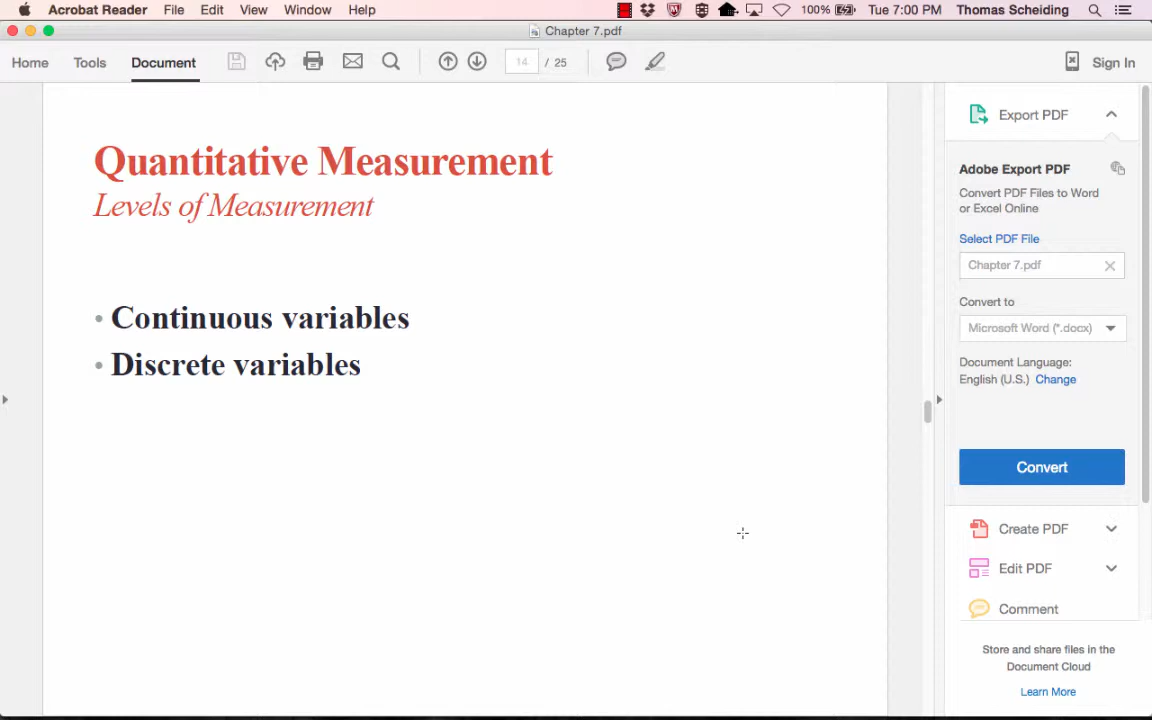 Acrobat Reader File Edit View Window Help 100% Tue 7:00 PM Thomas Scheiding
Chapter 7.pdf
Home Tools Document 14 / 25 Sign In
Quantitative Measurement
Levels of Measurement
• Continuous variables
• Discrete variables
Export PDF
Adobe Export PDF
Convert PDF Files to Word
or Excel Online
Select PDF File
Chapter 7.pdf
Convert to
Microsoft Word (*.docx)
Document Language:
English (U.S.) Change
Convert
Create PDF
Edit PDF
Comment
Store and share files in the
Document Cloud
Learn More